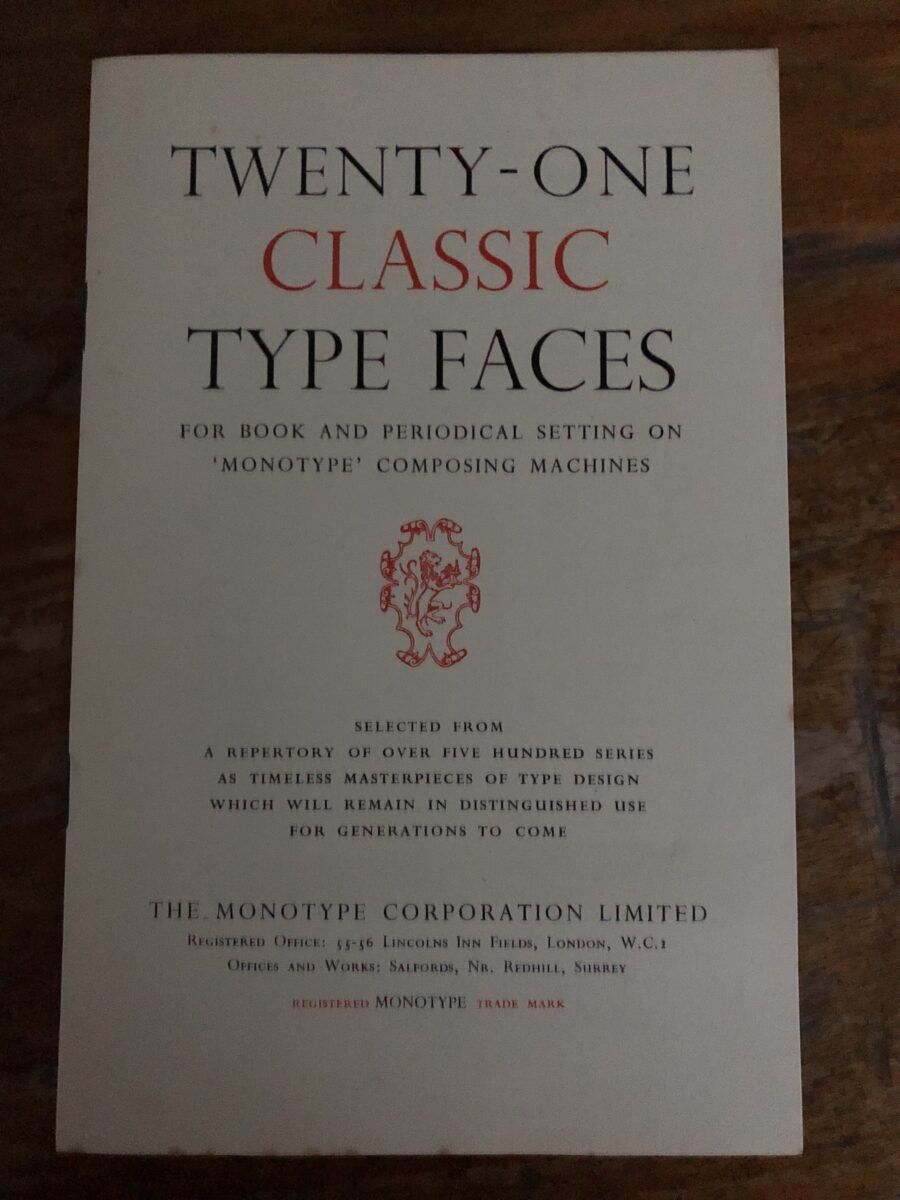 TWENTY-ONE
CLASSIC
TYPE FACES
FOR BOOK AND PERIODICAL SETTING ON
‘MONOTYPE’ COMPOSING MACHINES
SELECTED FROM
A REPERTORY OF OVER FIVE HUNDRED SERIES
AS TIMELESS MASTERPIECES OF TYPE DESIGN
WHICH WILL REMAIN IN DISTINGUISHED USE
FOR GENERATIONS TO COME
THE MONOTYPE CORPORATION LIMITED
REGISTERED OFFICE: 55-56 LINCOLNS INN FIELDS, LONDON, W.C.1
OFFICES AND WORKS: SALFORDS, NR. REDHILL, SURREY
REGISTERED MONOTYPE TRADE MARK